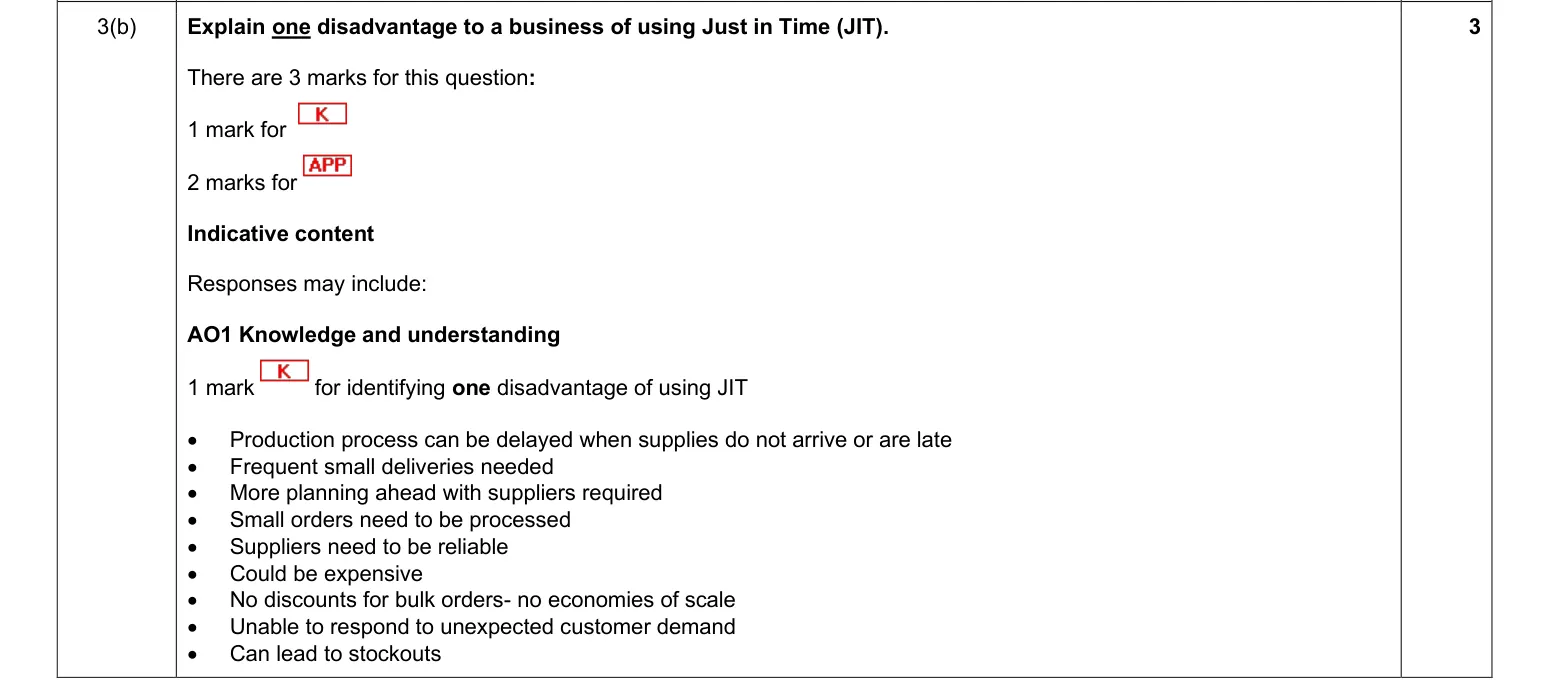 3(b) Explain one disadvantage to a business of using Just in Time (JIT). 3
There are 3 marks for this question:
1 mark for K
2 marks for APP
Indicative content
Responses may include:
AO1 Knowledge and understanding
1 mark K for identifying one disadvantage of using JIT
• Production process can be delayed when supplies do not arrive or are late
• Frequent small deliveries needed
• More planning ahead with suppliers required
• Small orders need to be processed
• Suppliers need to be reliable
• Could be expensive
• No discounts for bulk orders- no economies of scale
• Unable to respond to unexpected customer demand
• Can lead to stockouts